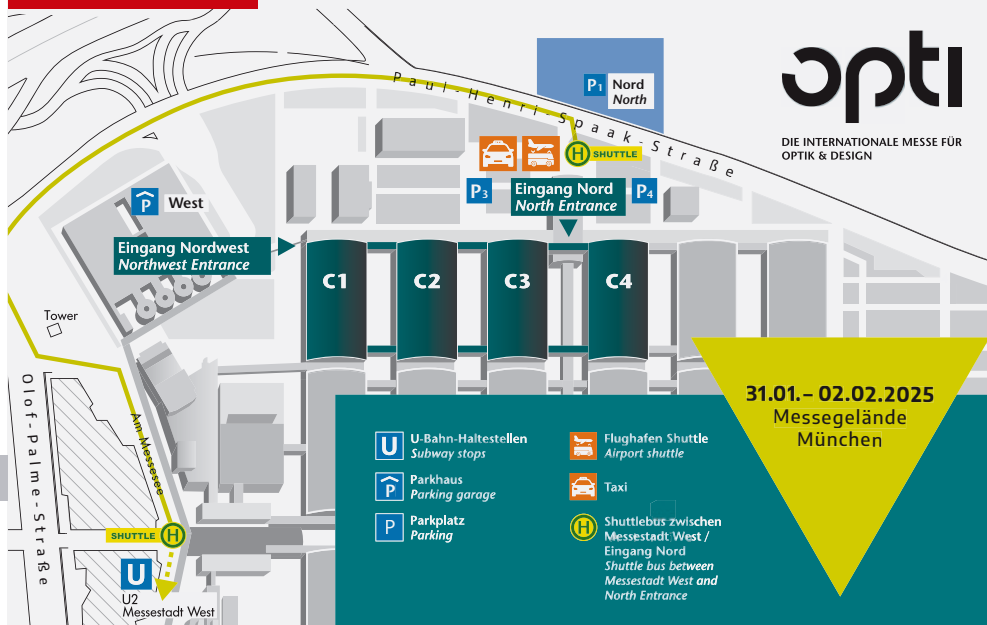 opti
DIE INTERNATIONALE MESSE FÜR
OPTIK & DESIGN
Paul-Henri-Spaak-Straße
P1 Nord
North
H SHUTTLE
P3
Eingang Nord
North Entrance
P4
P West
Eingang Nordwest
Northwest Entrance
C1 C2 C3 C4
Tower
Olof-Palme-Straße
Am Messesee
SHUTTLE H
U
U2
Messestadt West
31.01.– 02.02.2025
Messegelände
München
U U-Bahn-Haltestellen
Subway stops
P Parkhaus
Parking garage
P Parkplatz
Parking
Flughafen Shuttle
Airport shuttle
Taxi
H Shuttlebus zwischen
Messestadt West /
Eingang Nord
Shuttle bus between
Messestadt West and
North Entrance